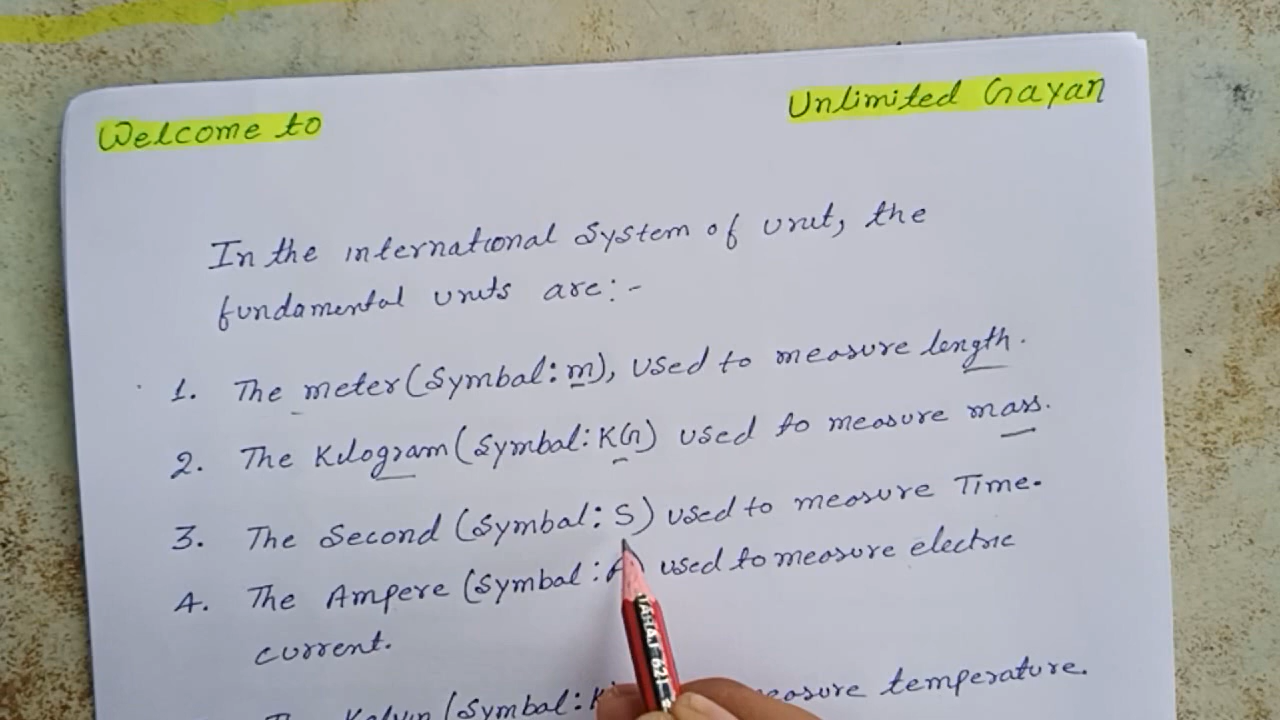 Welcome to
Unlimited Gayan
In the international System of unit, the
fundamental units are:-
1. The meter (Symbal: m), used to measure length.
2. The Kilogram (Symbal: KG) used to measure mass.
3. The Second (Symbal: S) used to measure Time.
4. The Ampere (Symbal: A) used to measure electric
current.
Kelvin (Symbal: K measure temperature.